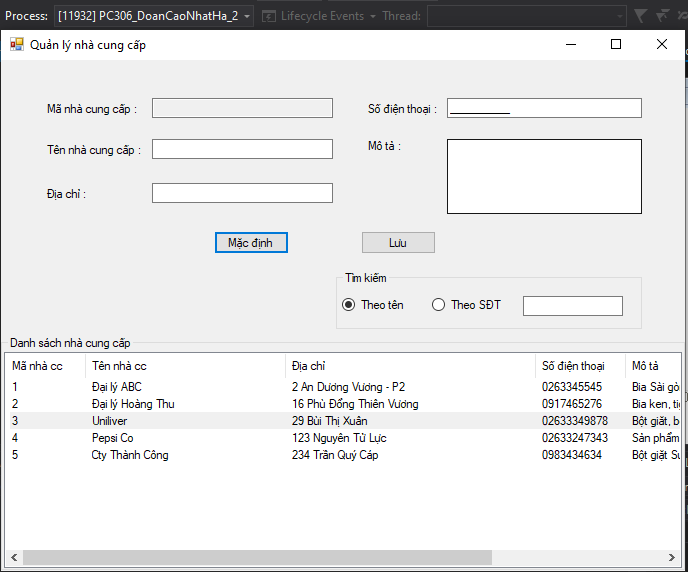 Process: [11932] PC306_DoanCaoNhatHa_2 Lifecycle Events Thread:
Quản lý nhà cung cấp
Mã nhà cung cấp : Số điện thoại :
Tên nhà cung cấp : Mô tả :
Địa chỉ :
Mặc định Lưu
Tìm kiếm
Theo tên Theo SĐT
Danh sách nhà cung cấp
Mã nhà cc Tên nhà cc Địa chỉ Số điện thoại Mô tả
1 Đại lý ABC 2 An Dương Vương - P2 0263345545 Bia Sài gò
2 Đại lý Hoàng Thu 16 Phù Đổng Thiên Vương 0917465276 Bia ken, tig
3 Uniliver 29 Bùi Thị Xuân 02633349878 Bột giăt, b
4 Pepsi Co 123 Nguyên Tử Lực 02633247343 Sản phẩm
5 Cty Thành Công 234 Trần Quý Cáp 0983434634 Bột giặt Su